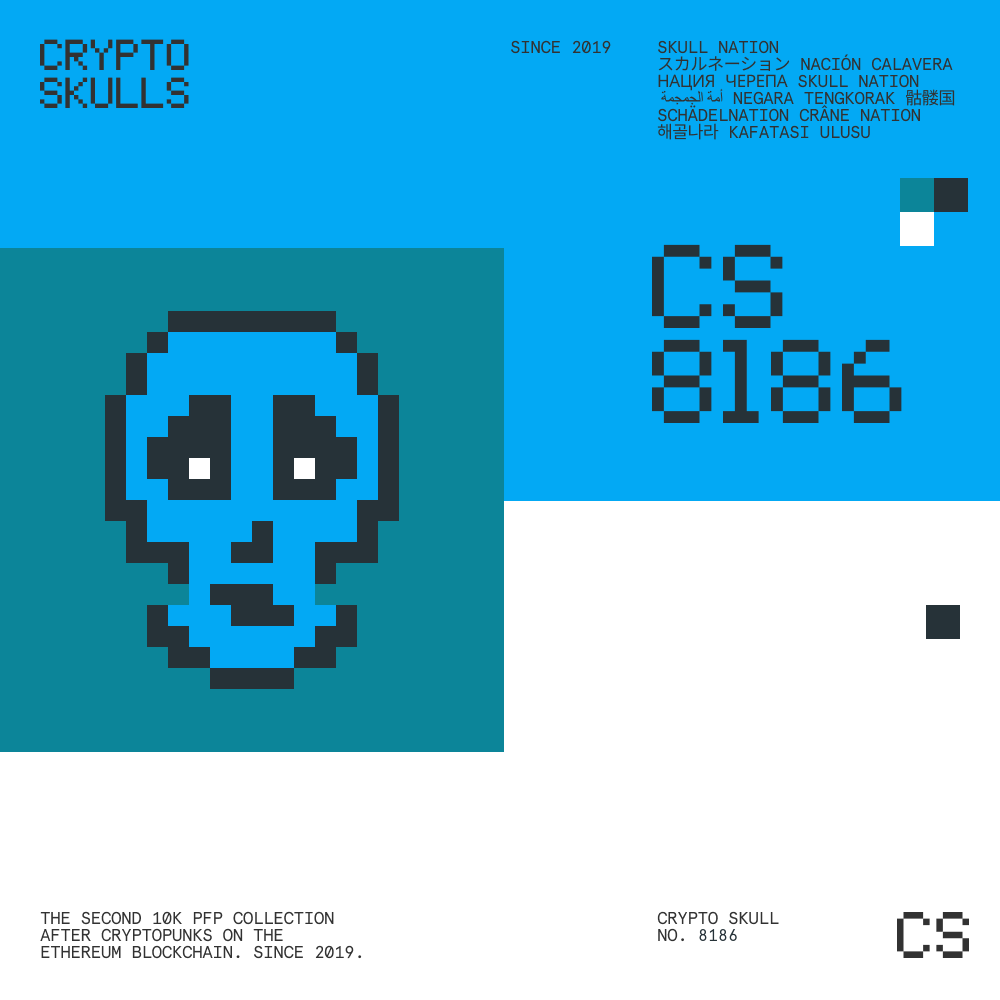 CRYPTO
SKULLS
SINCE 2019
SKULL NATION
スカルネーション NACIÓN CALAVERA
НАЦИЯ ЧЕРЕПА SKULL NATION
أمة الجمجمة NEGARA TENGKORAK 骷髅国
SCHÄDELNATION CRÂNE NATION
해골나라 KAFATASI ULUSU
CS
8186
THE SECOND 10K PFP COLLECTION
AFTER CRYPTOPUNKS ON THE
ETHEREUM BLOCKCHAIN. SINCE 2019.
CRYPTO SKULL
NO. 8186
CS